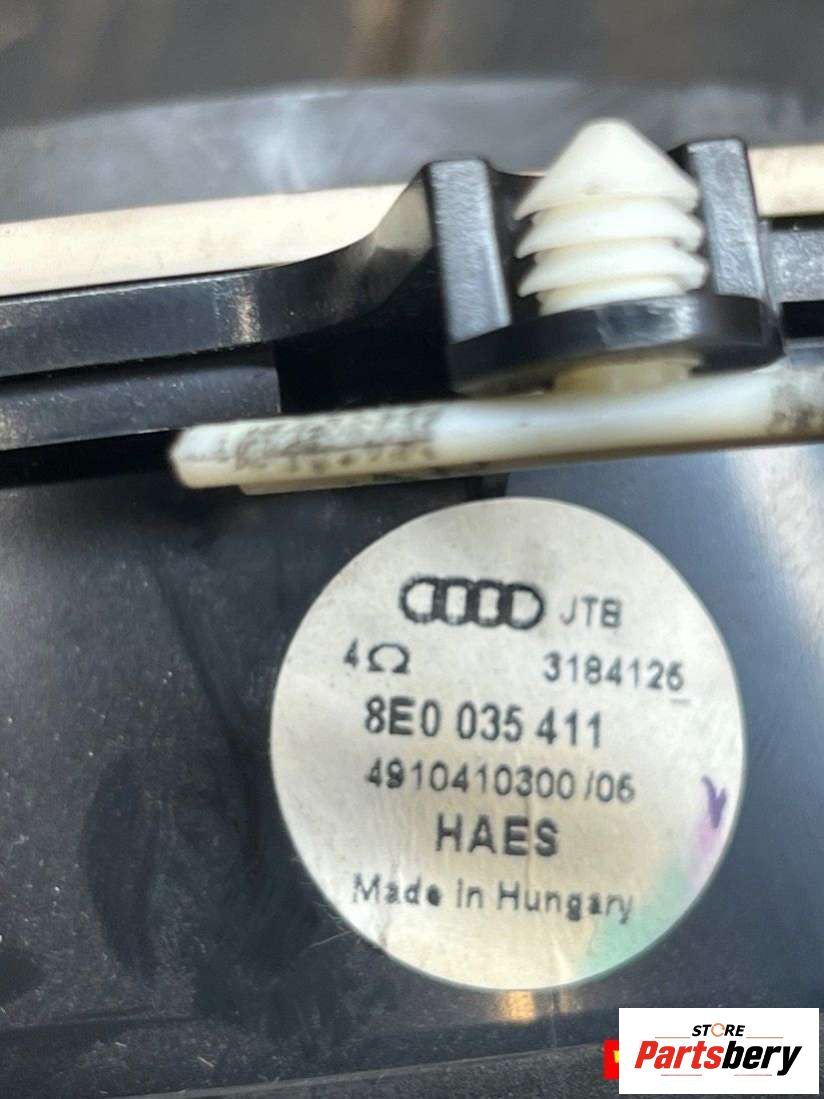 JTB
4Ω 3184126
8E0 035 411
4910410300/06
HAES
Made in Hungary
STORE
Partsbery